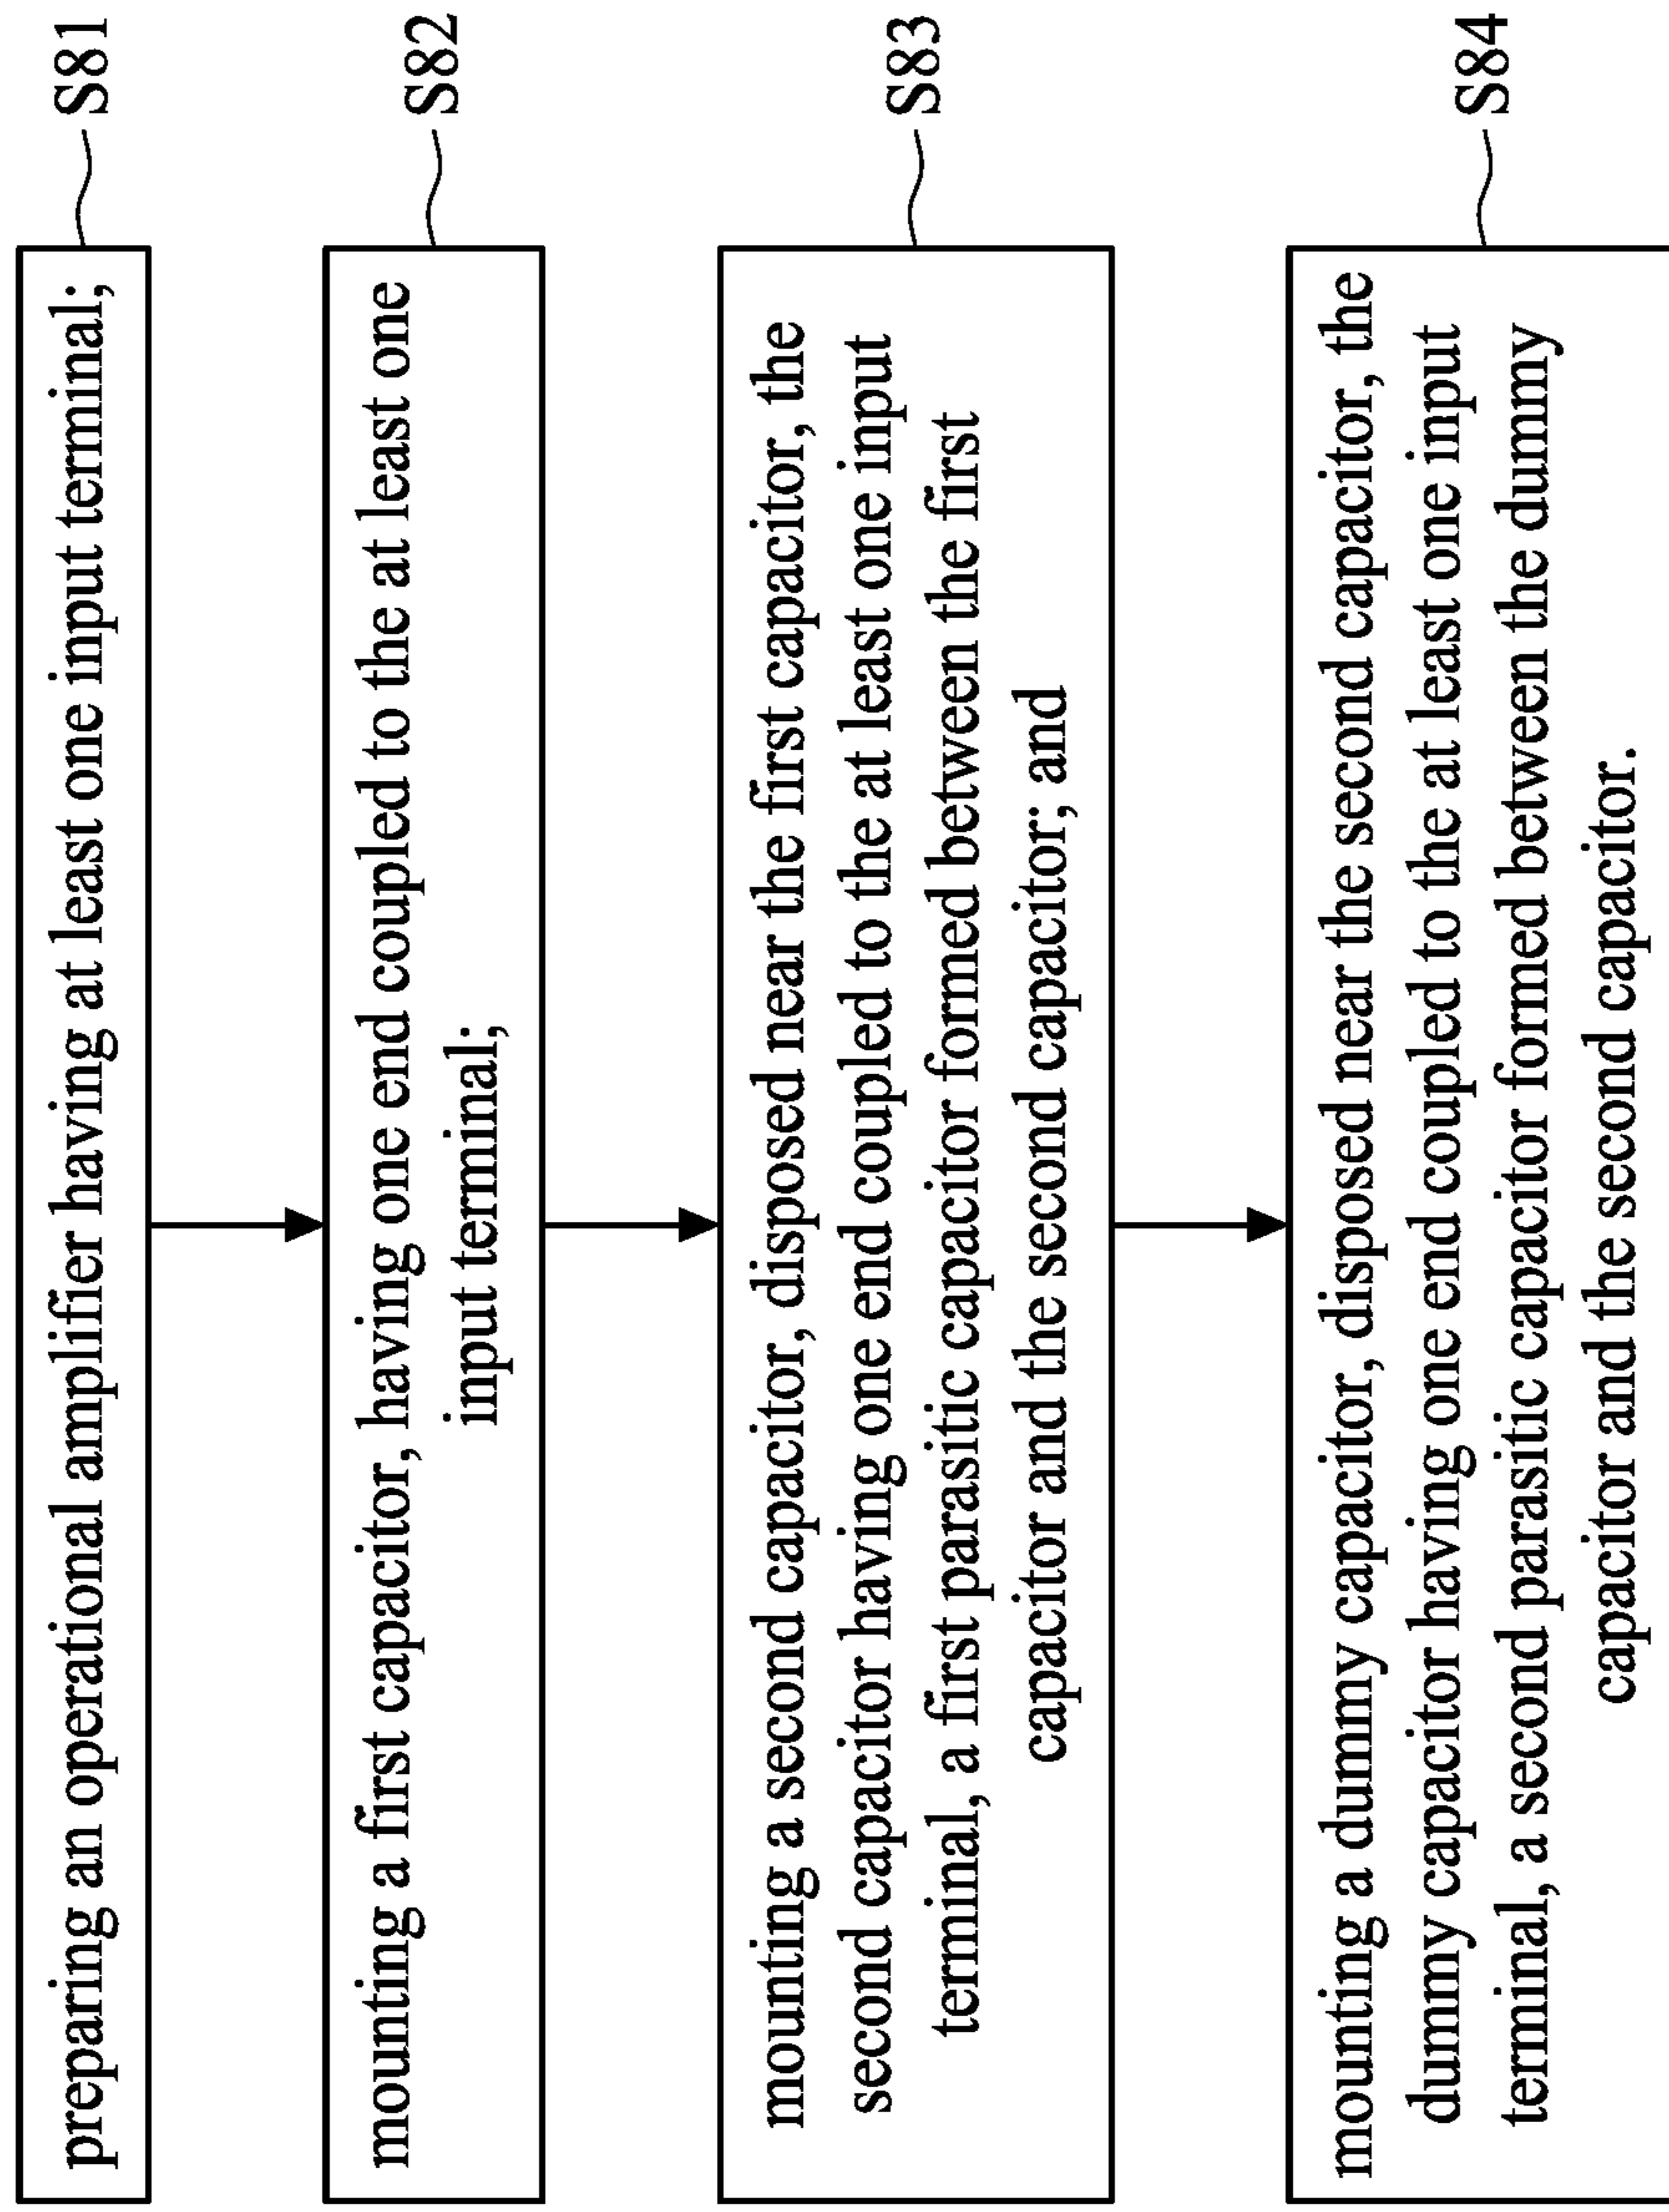 preparing an operational amplifier having at least one input terminal;
S81
mounting a first capacitor, having one end coupled to the at least one
input terminal;
S82
mounting a second capacitor, disposed near the first capacitor, the
second capacitor having one end coupled to the at least one input
terminal, a first parasitic capacitor formed between the first
capacitor and the second capacitor; and
S83
mounting a dummy capacitor, disposed near the second capacitor, the
dummy capacitor having one end coupled to the at least one input
terminal, a second parasitic capacitor formed between the dummy
capacitor and the second capacitor.
S84